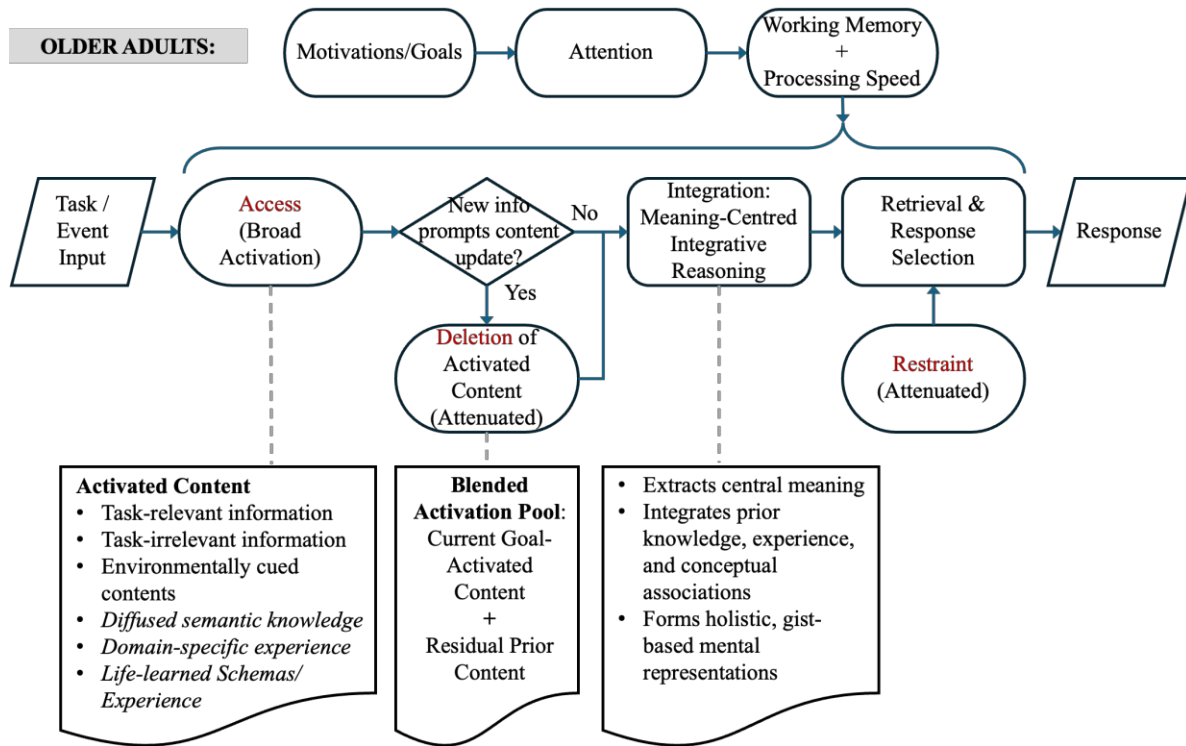 OLDER ADULTS:
Motivations/Goals
Attention
Working Memory
+
Processing Speed
Task /
Event
Input
Access
(Broad
Activation)
New info
prompts content
update?
No
Yes
Deletion of
Activated
Content
(Attenuated)
Integration:
Meaning-Centred
Integrative
Reasoning
Retrieval &
Response
Selection
Response
Restraint
(Attenuated)
Activated Content
• Task-relevant information
• Task-irrelevant information
• Environmentally cued
contents
• Diffused semantic knowledge
• Domain-specific experience
• Life-learned Schemas/
Experience
Blended
Activation Pool:
Current Goal-
Activated
Content
+
Residual Prior
Content
• Extracts central meaning
• Integrates prior
knowledge, experience,
and conceptual
associations
• Forms holistic, gist-
based mental
representations